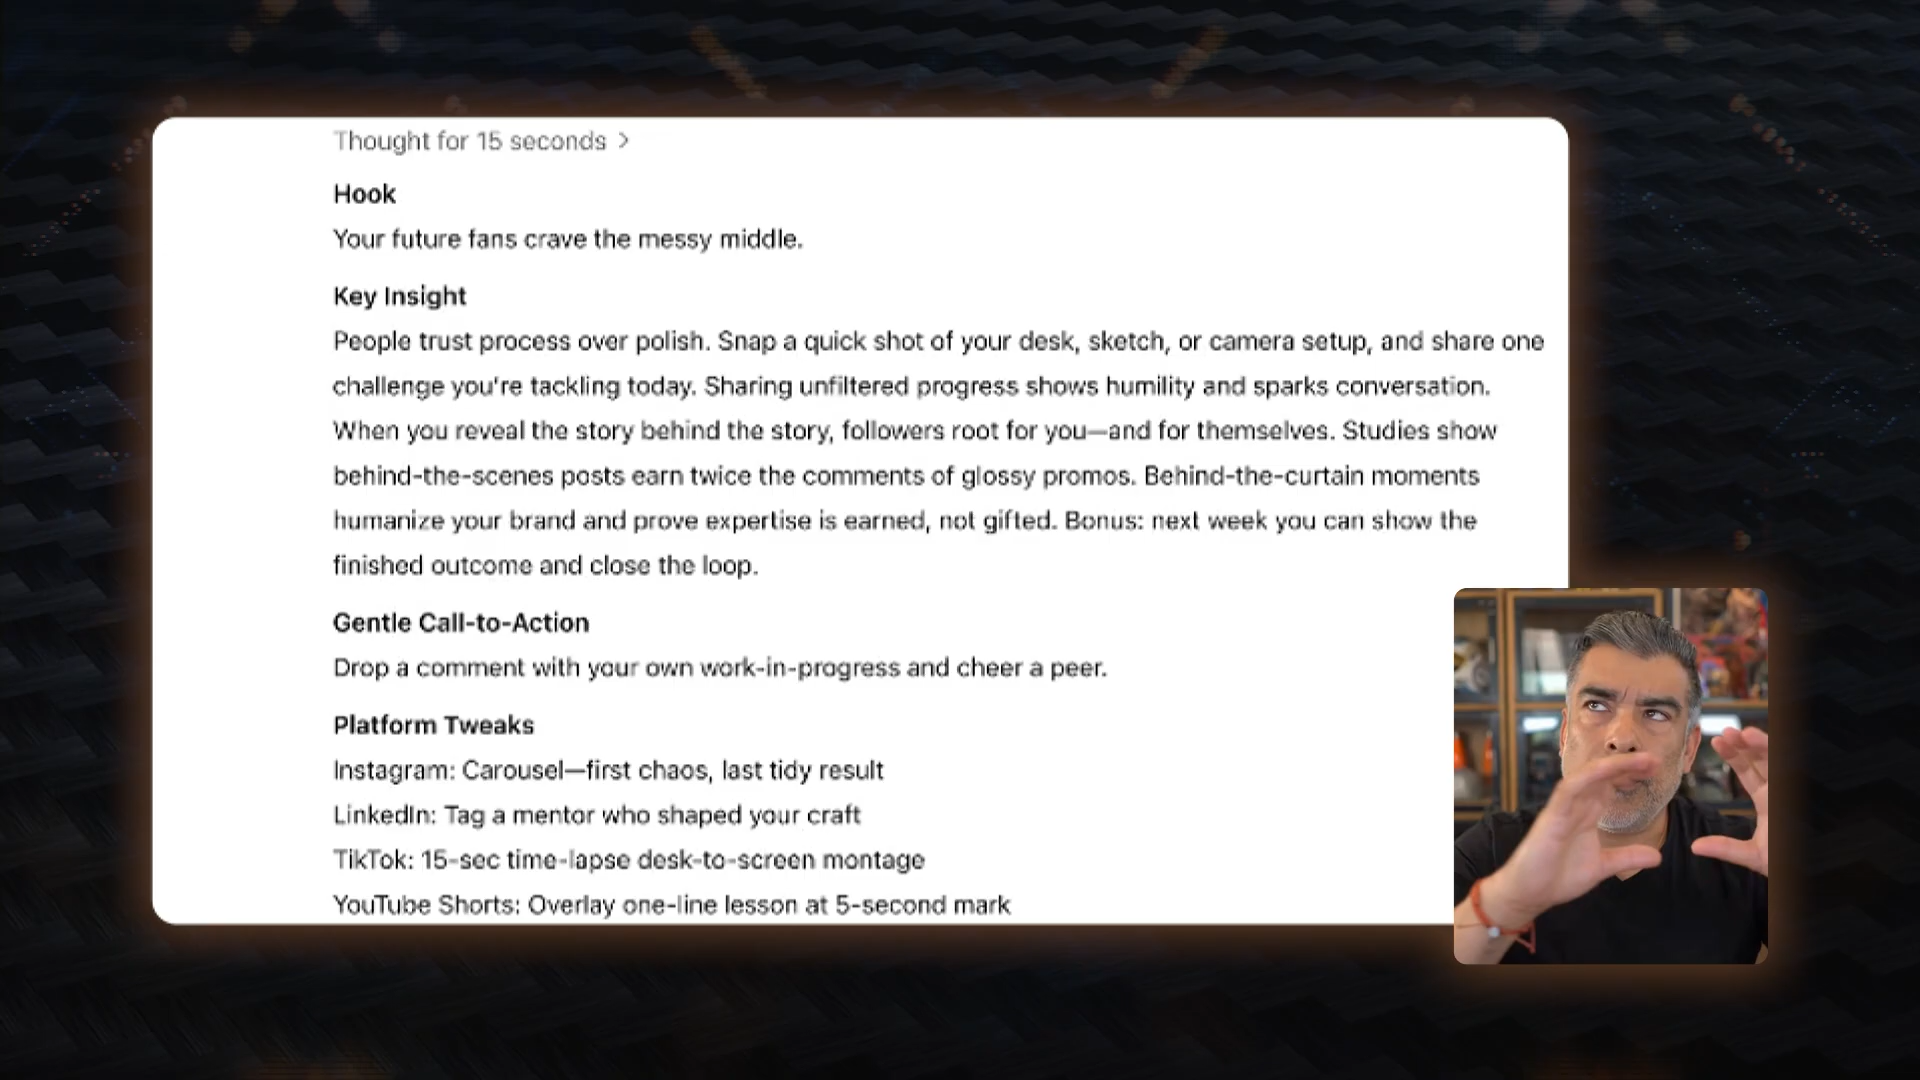 Thought for 15 seconds >
Hook
Your future fans crave the messy middle.
Key Insight
People trust process over polish. Snap a quick shot of your desk, sketch, or camera setup, and share one
challenge you're tackling today. Sharing unfiltered progress shows humility and sparks conversation.
When you reveal the story behind the story, followers root for you—and for themselves. Studies show
behind-the-scenes posts earn twice the comments of glossy promos. Behind-the-curtain moments
humanize your brand and prove expertise is earned, not gifted. Bonus: next week you can show the
finished outcome and close the loop.
Gentle Call-to-Action
Drop a comment with your own work-in-progress and cheer a peer.
Platform Tweaks
Instagram: Carousel—first chaos, last tidy result
LinkedIn: Tag a mentor who shaped your craft
TikTok: 15-sec time-lapse desk-to-screen montage
YouTube Shorts: Overlay one-line lesson at 5-second mark